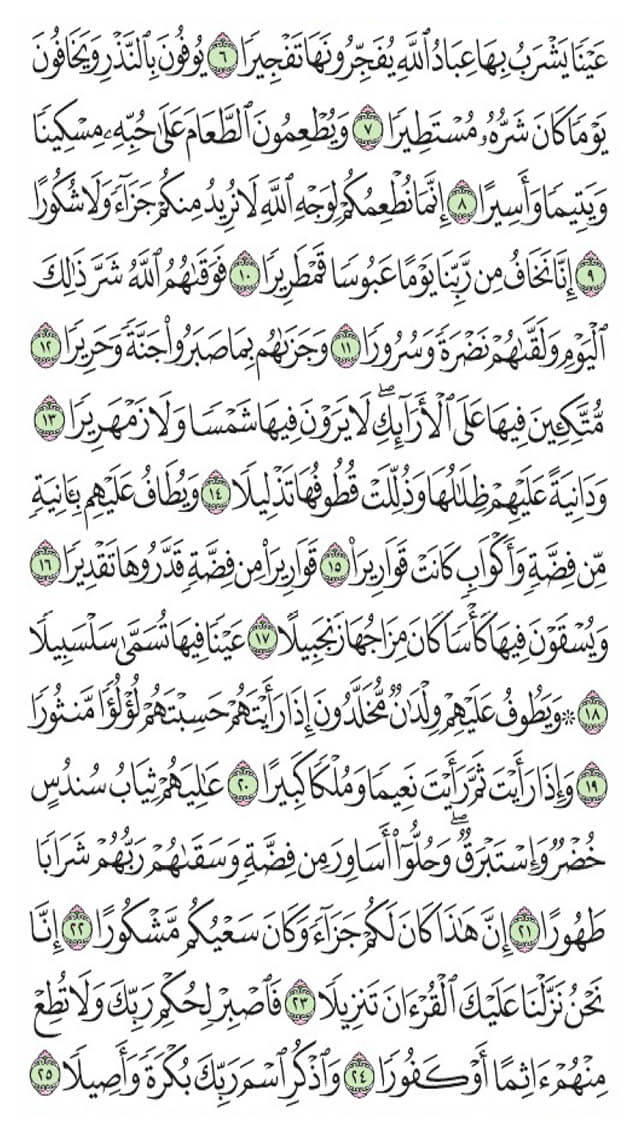 عَيْنًا يَشْرَبُ بِهَا عِبَادُ ٱللَّهِ يُفَجِّرُونَهَا تَفْجِيرًا ٦ يُوفُونَ بِٱلنَّذْرِ وَيَخَافُونَ
يَوْمًا كَانَ شَرُّهُۥ مُسْتَطِيرًا ٧ وَيُطْعِمُونَ ٱلطَّعَامَ عَلَىٰ حُبِّهِۦ مِسْكِينًا
وَيَتِيمًا وَأَسِيرًا ٨ إِنَّمَا نُطْعِمُكُمْ لِوَجْهِ ٱللَّهِ لَا نُرِيدُ مِنكُمْ جَزَآءً وَلَا شُكُورًا
٩ إِنَّا نَخَافُ مِن رَّبِّنَا يَوْمًا عَبُوسًا قَمْطَرِيرًا ١٠ فَوَقَىٰهُمُ ٱللَّهُ شَرَّ ذَٰلِكَ
ٱلْيَوْمِ وَلَقَّىٰهُمْ نَضْرَةً وَسُرُورًا ١١ وَجَزَىٰهُم بِمَا صَبَرُوا۟ جَنَّةً وَحَرِيرًا ١٢
مُّتَّكِـِٔينَ فِيهَا عَلَى ٱلْأَرَآئِكِ ۖ لَا يَرَوْنَ فِيهَا شَمْسًا وَلَا زَمْهَرِيرًا ١٣
وَدَانِيَةً عَلَيْهِمْ ظِلَٰلُهَا وَذُلِّلَتْ قُطُوفُهَا تَذْلِيلًا ١٤ وَيُطَافُ عَلَيْهِم بِـَٔانِيَةٍ
مِّن فِضَّةٍ وَأَكْوَابٍ كَانَتْ قَوَارِيرَا۠ ١٥ قَوَارِيرَا۟ مِن فِضَّةٍ قَدَّرُوهَا تَقْدِيرًا ١٦
وَيُسْقَوْنَ فِيهَا كَأْسًا كَانَ مِزَاجُهَا زَنجَبِيلًا ١٧ عَيْنًا فِيهَا تُسَمَّىٰ سَلْسَبِيلًا
١٨ ۞ وَيَطُوفُ عَلَيْهِمْ وِلْدَٰنٌ مُّخَلَّدُونَ إِذَا رَأَيْتَهُمْ حَسِبْتَهُمْ لُؤْلُؤًا مَّنثُورًا
١٩ وَإِذَا رَأَيْتَ ثَمَّ رَأَيْتَ نَعِيمًا وَمُلْكًا كَبِيرًا ٢٠ عَٰلِيَهُمْ ثِيَابُ سُندُسٍ
خُضْرٌ وَإِسْتَبْرَقٌ ۖ وَحُلُّوٓا۟ أَسَاوِرَ مِن فِضَّةٍ وَسَقَىٰهُمْ رَبُّهُمْ شَرَابًا
طَهُورًا ٢١ إِنَّ هَٰذَا كَانَ لَكُمْ جَزَآءً وَكَانَ سَعْيُكُم مَّشْكُورًا ٢٢ إِنَّا
نَحْنُ نَزَّلْنَا عَلَيْكَ ٱلْقُرْءَانَ تَنزِيلًا ٢٣ فَٱصْبِرْ لِحُكْمِ رَبِّكَ وَلَا تُطِعْ
مِنْهُمْ ءَاثِمًا أَوْ كَفُورًا ٢٤ وَٱذْكُرِ ٱسْمَ رَبِّكَ بُكْرَةً وَأَصِيلًا ٢٥